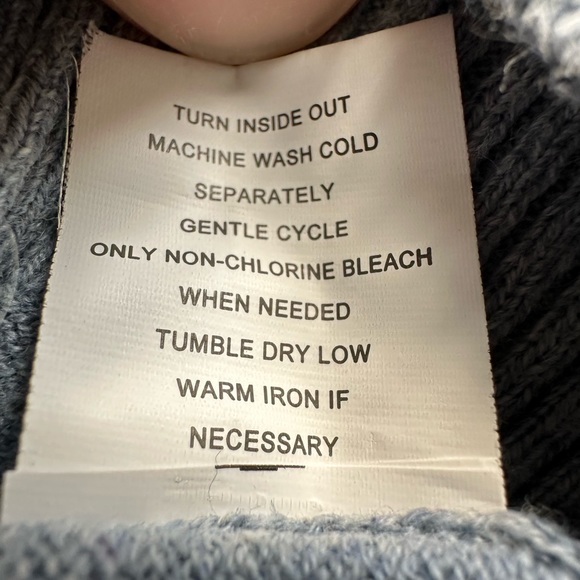 TURN INSIDE OUT
MACHINE WASH COLD
SEPARATELY
GENTLE CYCLE
ONLY NON-CHLORINE BLEACH
WHEN NEEDED
TUMBLE DRY LOW
WARM IRON IF
NECESSARY